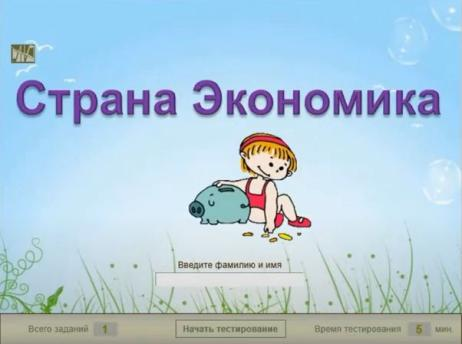 Страна Экономика
Введите фамилию и имя
Всего заданий 1 Начать тестирование Время тестирования 5 мин.